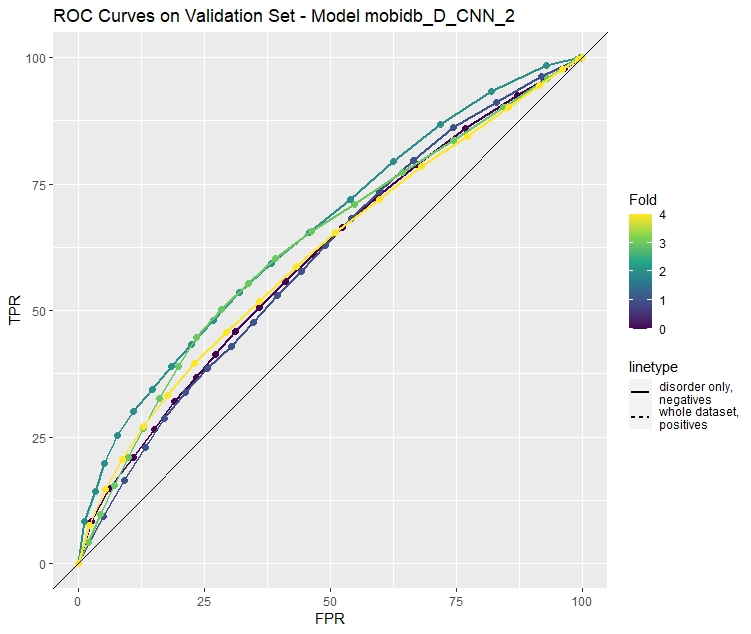 ROC Curves on Validation Set - Model mobidb_D_CNN_2
100
75
50
25
0
TPR
0
25
50
75
100
FPR
Fold
4
3
2
1
0
linetype
disorder only,
negatives
whole dataset,
positives